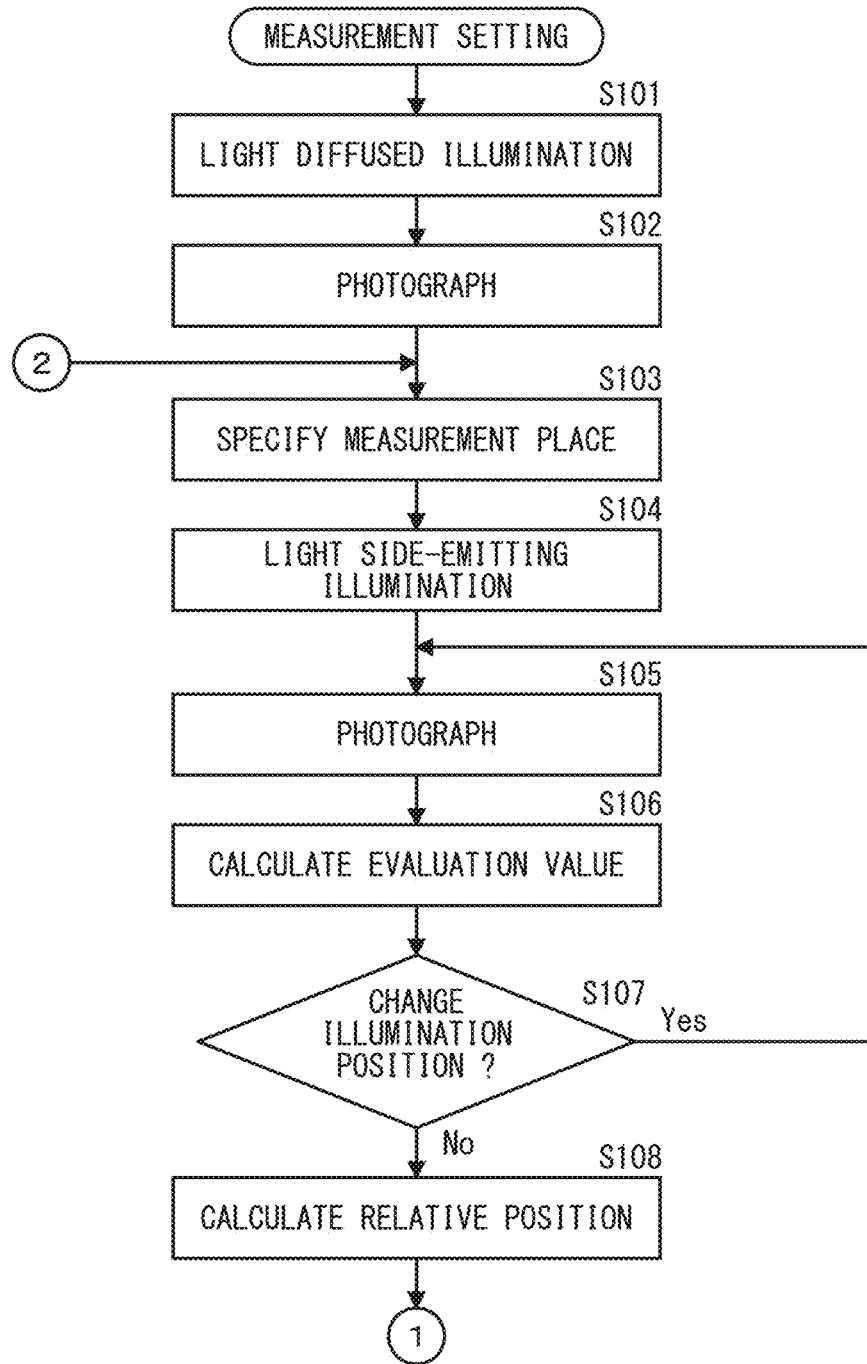 MEASUREMENT SETTING
S101
LIGHT DIFFUSED ILLUMINATION
S102
PHOTOGRAPH
2
S103
SPECIFY MEASUREMENT PLACE
S104
LIGHT SIDE-EMITTING
ILLUMINATION
S105
PHOTOGRAPH
S106
CALCULATE EVALUATION VALUE
CHANGE
ILLUMINATION
POSITION ?
S107
Yes
No
S108
CALCULATE RELATIVE POSITION
1